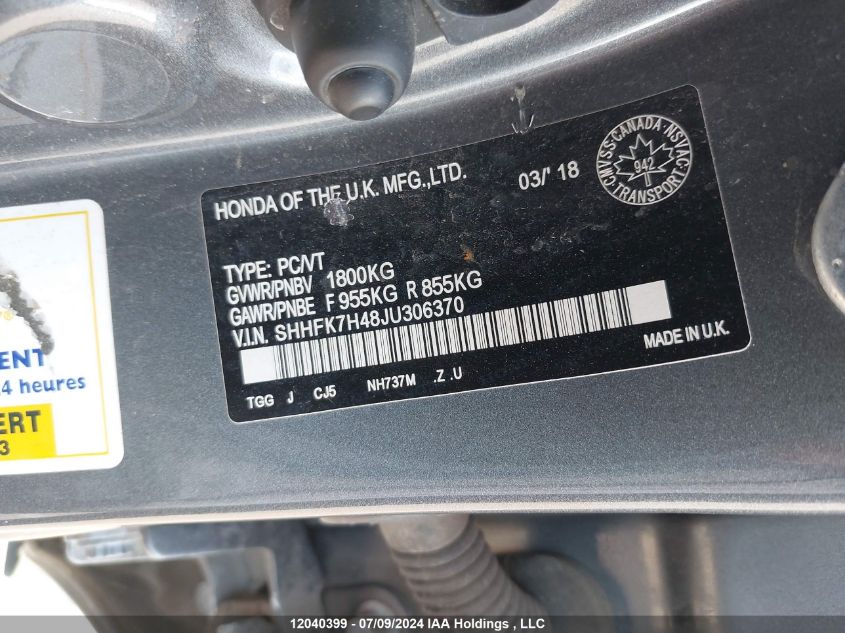 HONDA OF THE U.K. MFG.,LTD.
03/' 18
CMVSS·CANADA·NSVAC
942
·TRANSPORT·
TYPE: PC/VT
GVWR/PNBV 1800KG
GAWR/PNBE F 955KG R 855KG
V.I.N. SHHFK7H48JU306370
MADE IN U.K.
TGG J CJ5 NH737M .Z .U
ENT
4 heures
ERT
3
12040399 - 07/09/2024 IAA Holdings , LLC